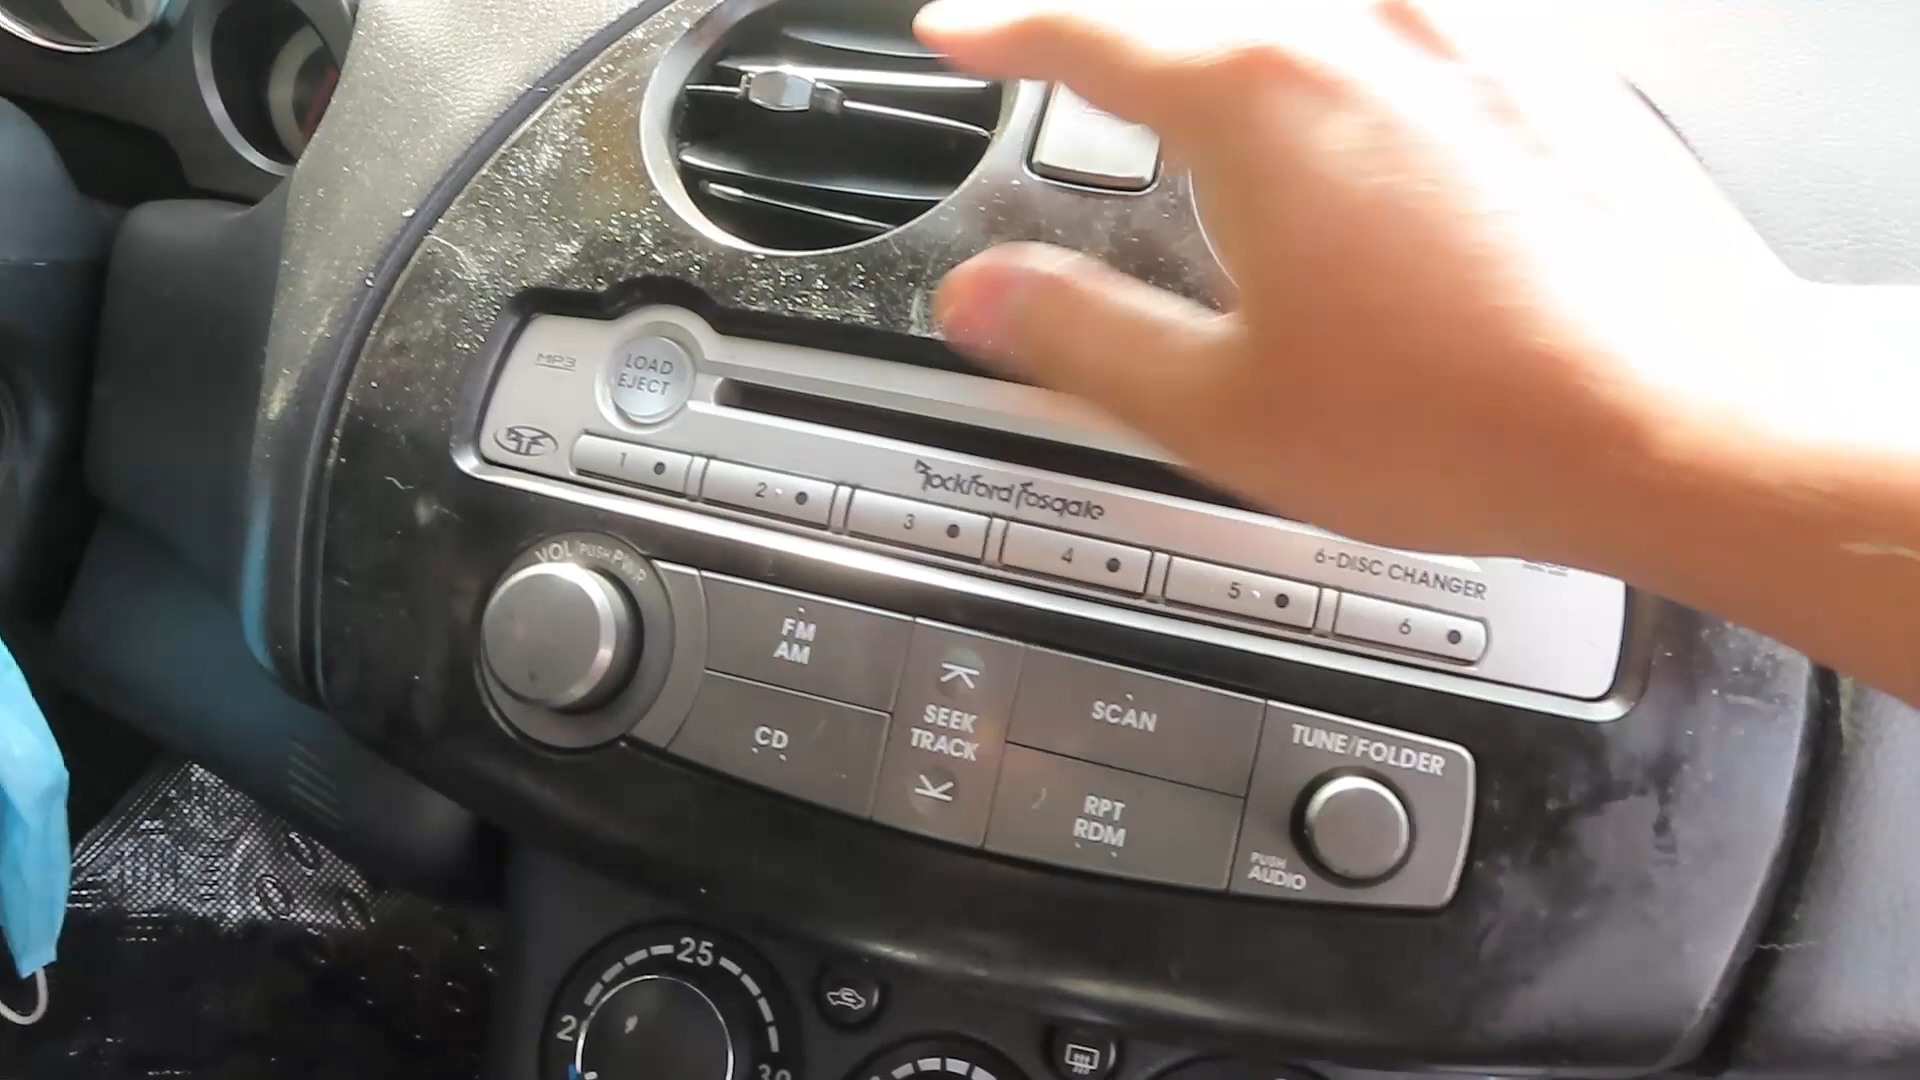 MP3
LOAD
EJECT
Rockford Fosgate
1
2
3
4
5
6
6-DISC CHANGER
VOL PUSH PWR
FM
AM
CD
SEEK
TRACK
SCAN
RPT
RDM
TUNE/FOLDER
PUSH
AUDIO
25